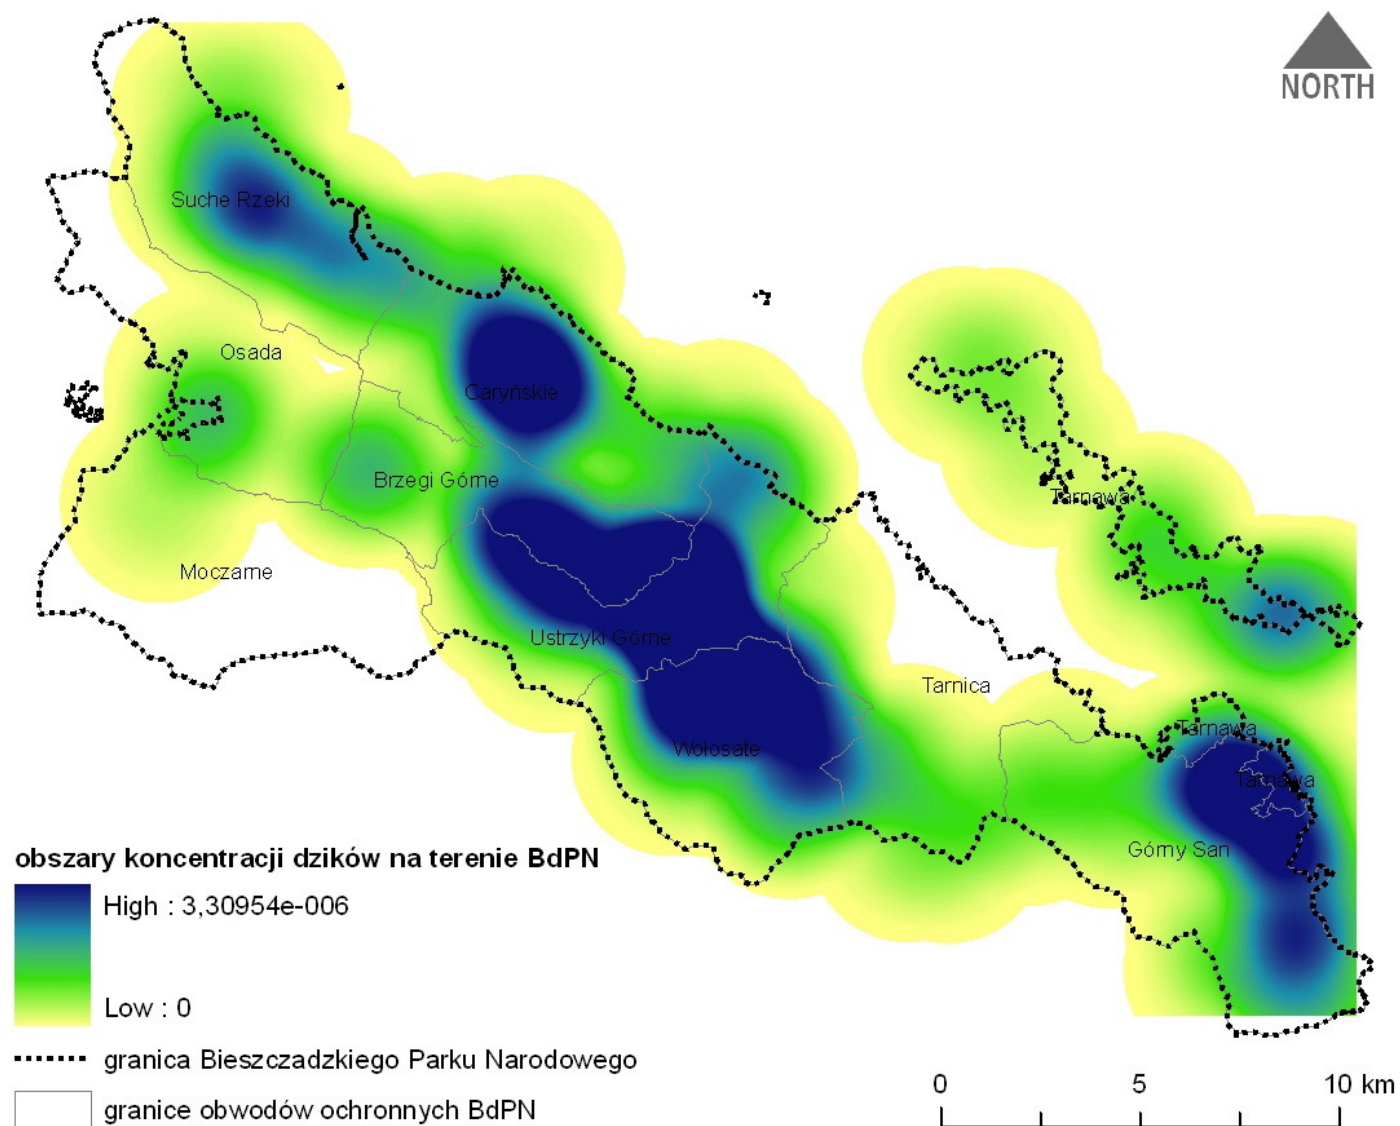 NORTH
Suche Rzeki
Osada
Caryńskie
Brzegi Górne
Tarnawa
Moczarne
Ustrzyki Górne
Tarnica
Tarnawa
Wołosate
Tarnawa
Górny San
obszary koncentracji dzików na terenie BdPN
High : 3,30954e-006
Low : 0
granica Bieszczadzkiego Parku Narodowego
granice obwodów ochronnych BdPN
0 5 10 km